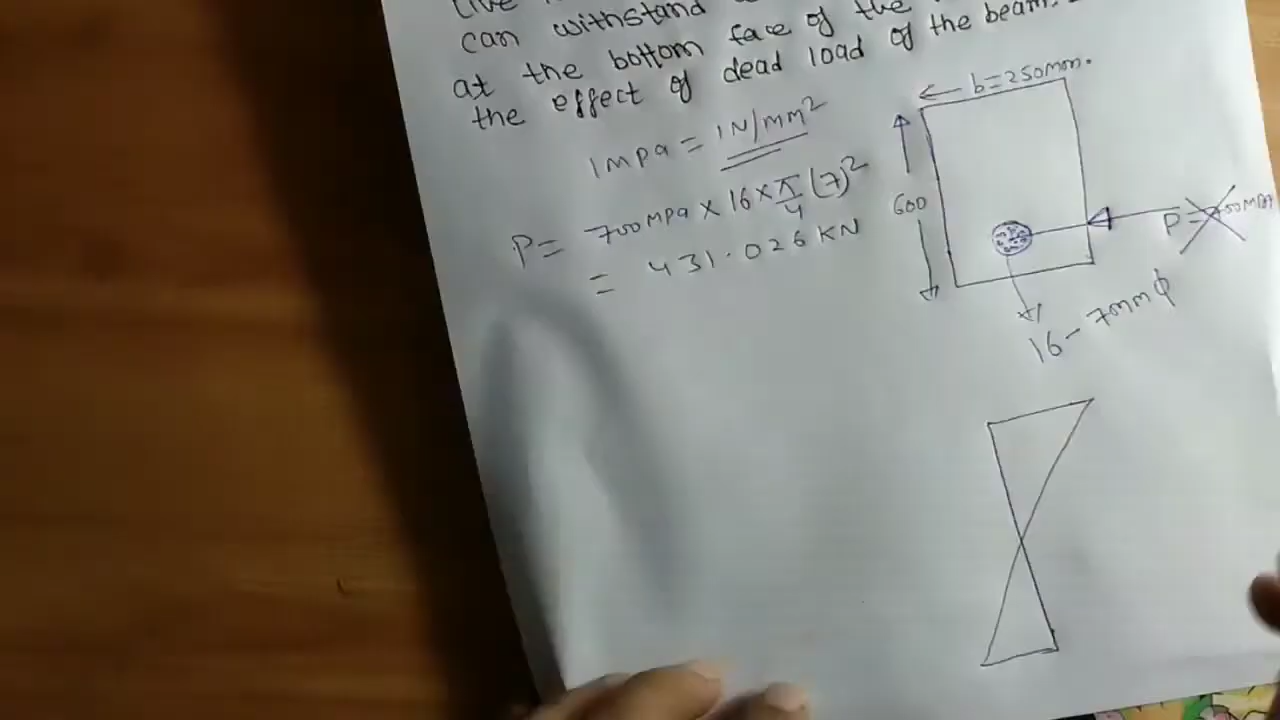 can withstand
at the bottom face of the
the effect of dead load of the beam.
1 MPa = 1N/mm²
P = 700 MPa × 16 × π/4 (7)²
= 431.026 KN
← b=250mm.
600
P =
16 - 7mm ϕ